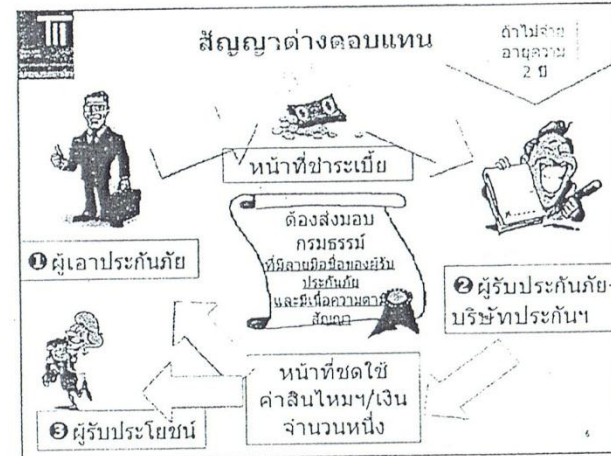 สัญญาต่างตอบแทน
ถ้าไม่จ่าย
อายุความ
2 ปี
หน้าที่ชำระเบี้ย
ต้องส่งมอบ
กรมธรรม์
ที่มีลายมือชื่อของผู้รับ
ประกันภัย
และมีเนื้อความตาม
สัญญา
❶ ผู้เอาประกันภัย
❷ ผู้รับประกันภัย-
บริษัทประกันฯ
หน้าที่ชดใช้
ค่าสินไหมฯ/เงิน
จำนวนหนึ่ง
❸ ผู้รับประโยชน์
6